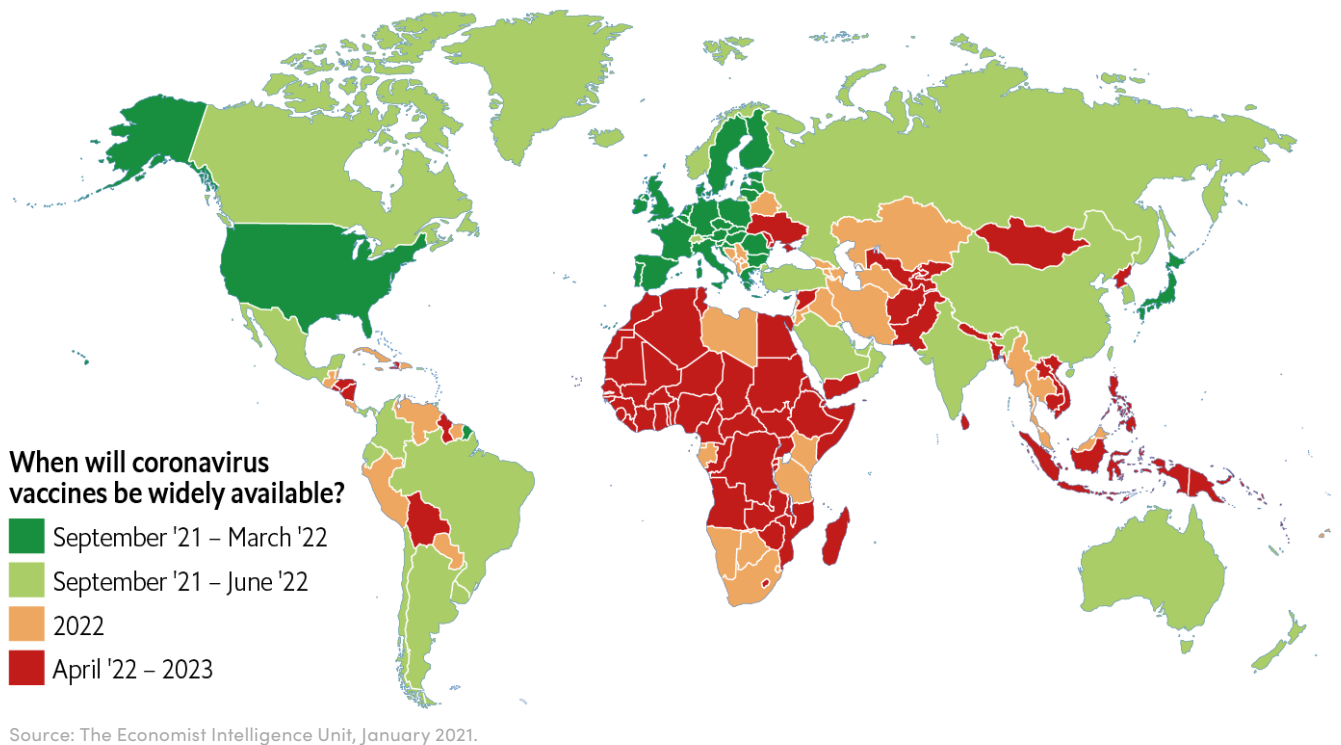 When will coronavirus
vaccines be widely available?
September '21 – March '22
September '21 – June '22
2022
April '22 – 2023
Source: The Economist Intelligence Unit, January 2021.